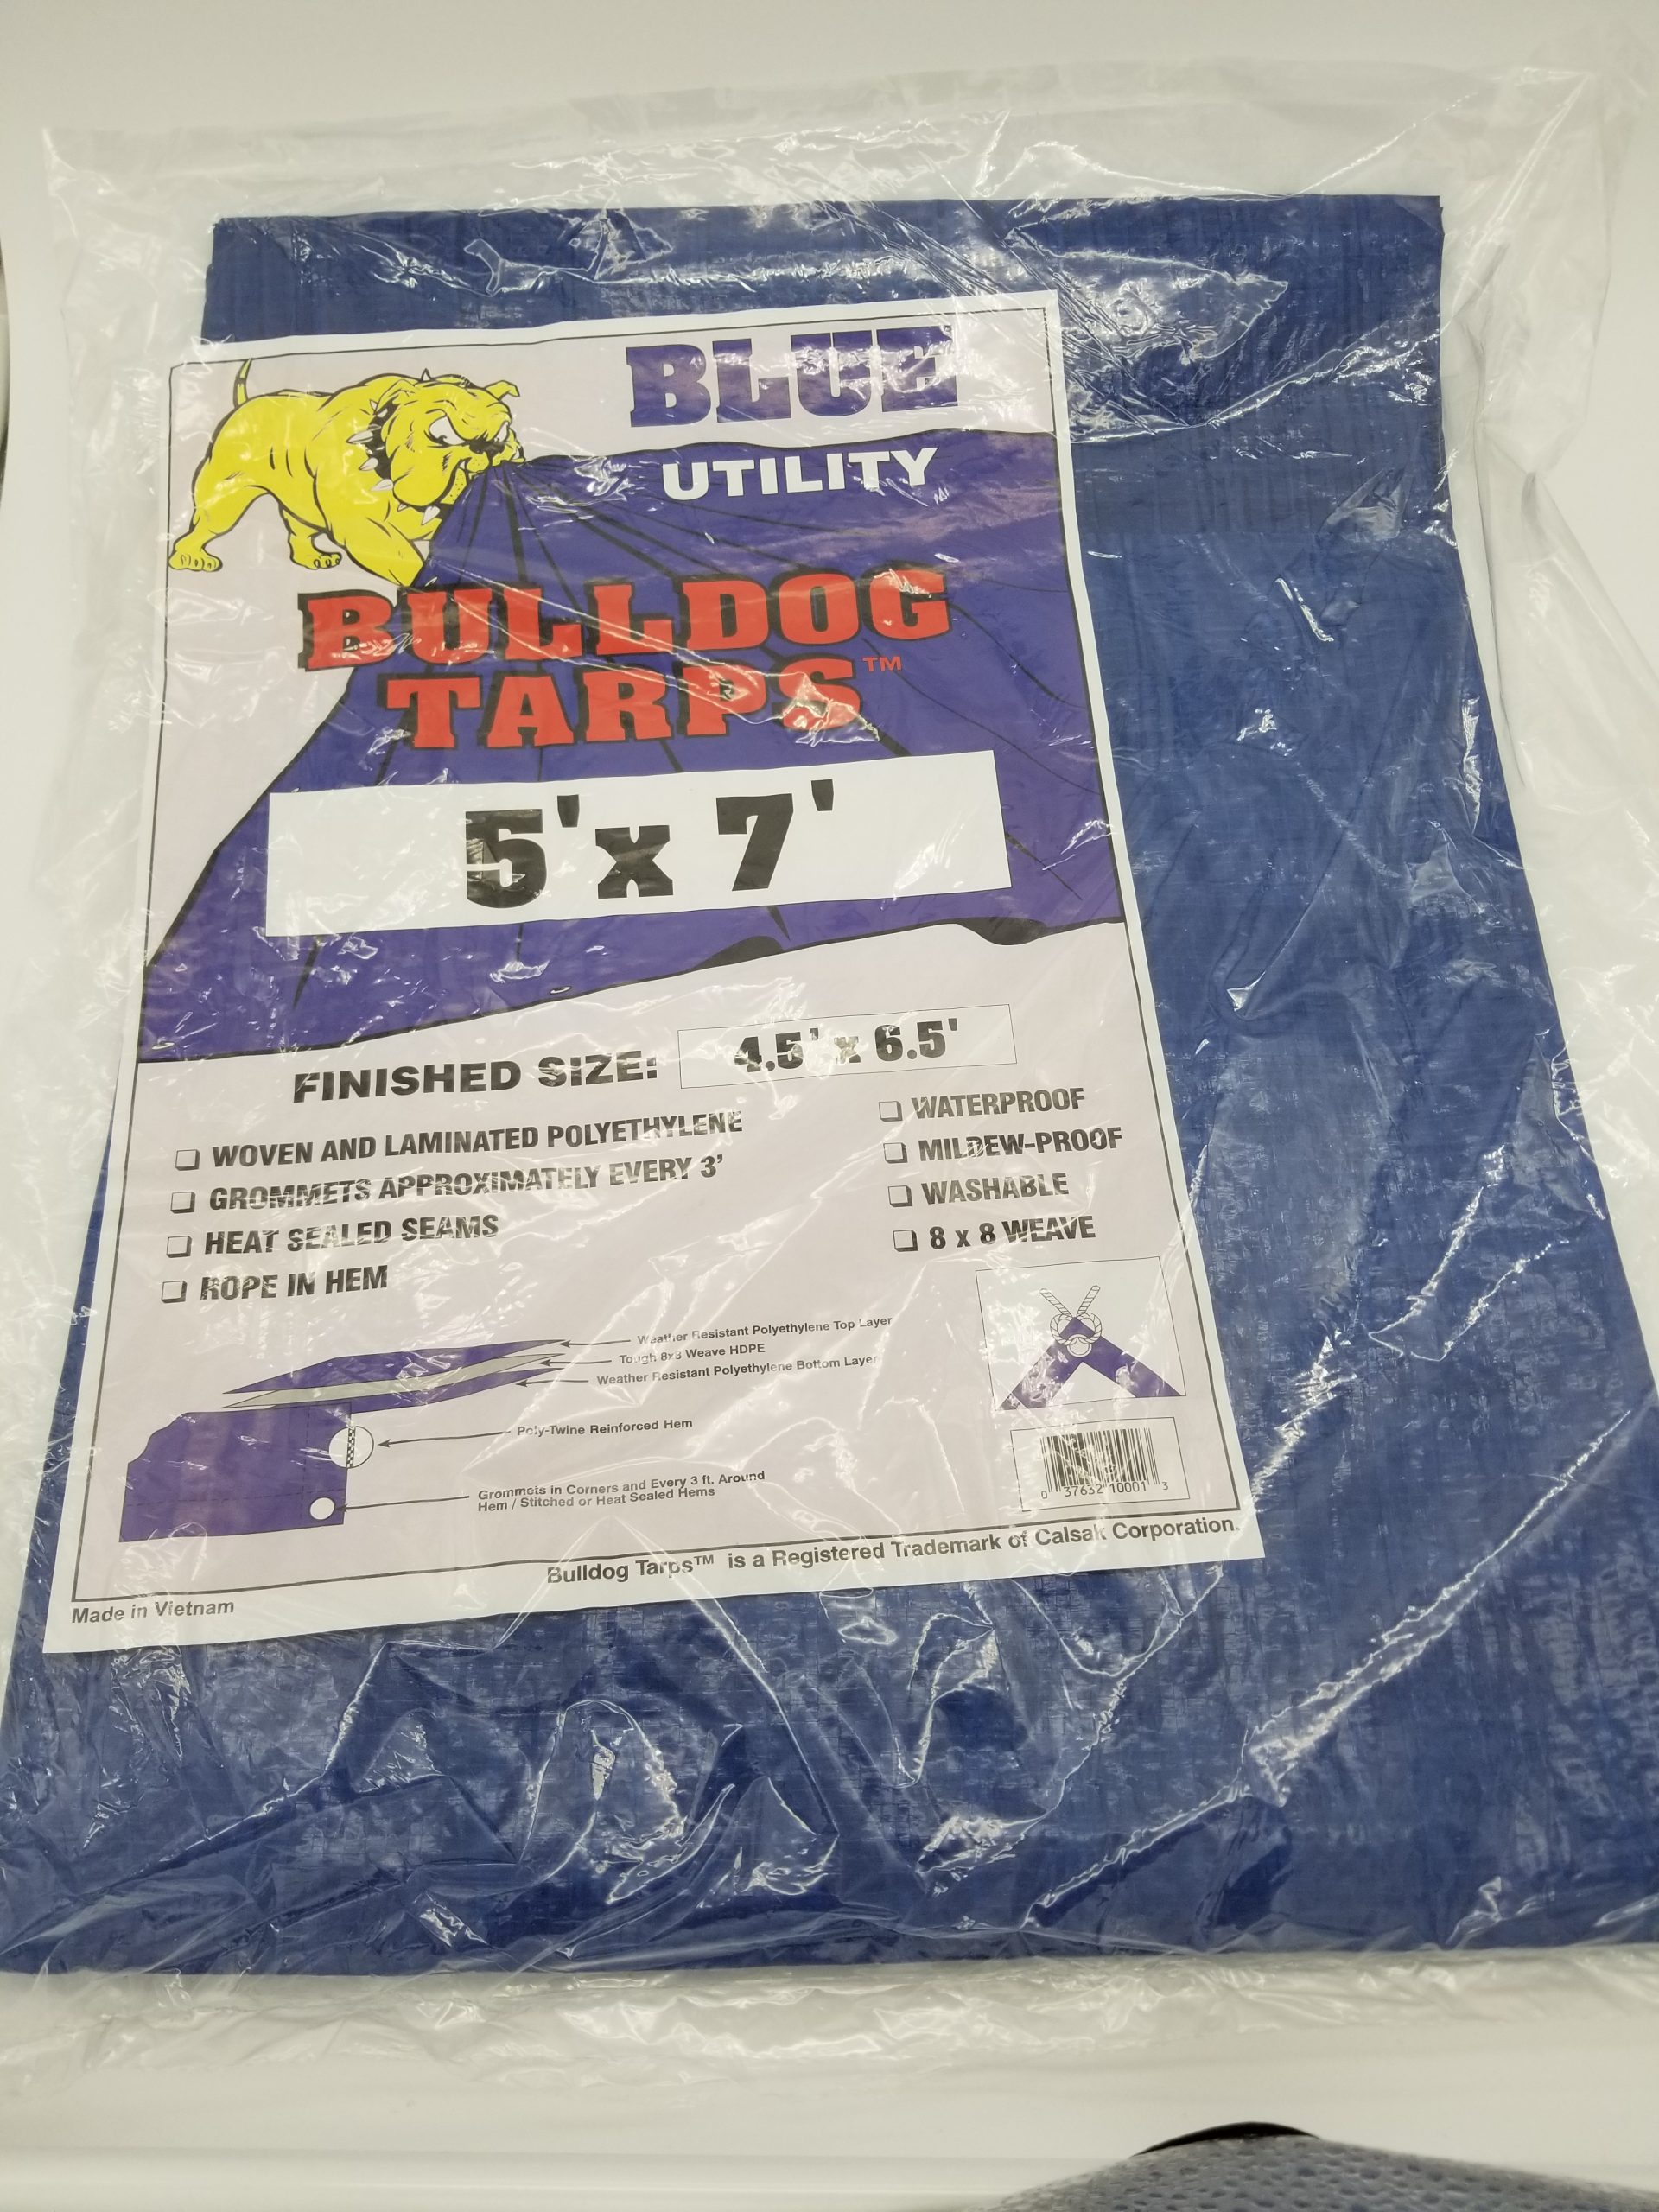 BLUE
UTILITY
BULLDOG
TARPS™
5' x 7'
FINISHED SIZE: 4.5' x 6.5'
❑ WOVEN AND LAMINATED POLYETHYLENE
❑ GROMMETS APPROXIMATELY EVERY 3'
❑ HEAT SEALED SEAMS
❑ ROPE IN HEM
❑ WATERPROOF
❑ MILDEW-PROOF
❑ WASHABLE
❑ 8 x 8 WEAVE
Weather Resistant Polyethylene Top Layer
Tough 8x8 Weave HDPE
Weather Resistant Polyethylene Bottom Layer
Poly-Twine Reinforced Hem
Grommets in Corners and Every 3 ft. Around
Hem / Stitched or Heat Sealed Hems
0 37632 10001 3
Bulldog Tarps™ is a Registered Trademark of Calsak Corporation.
Made in Vietnam